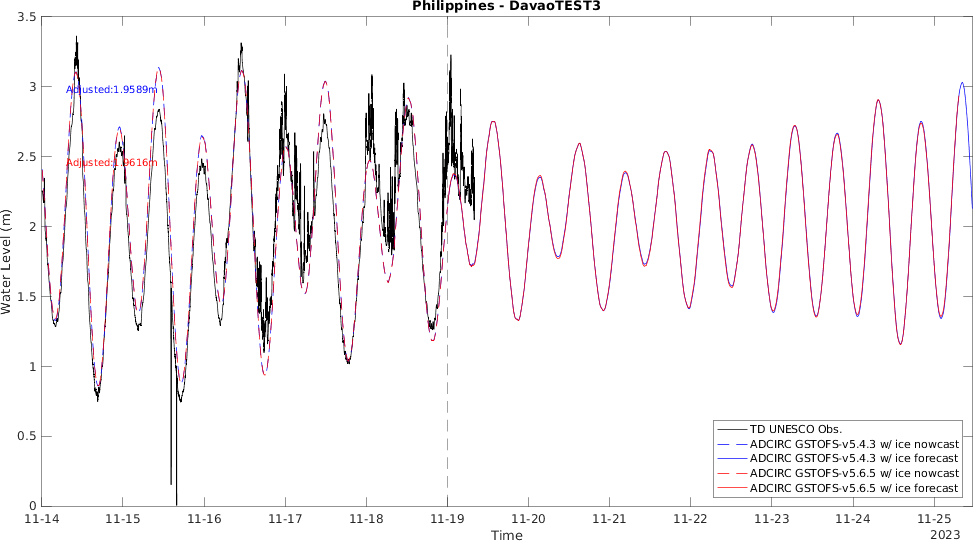 Philippines - DavaoTEST3
3.5
3
2.5
2
1.5
1
0.5
0
Water Level (m)
Adjusted:1.9589m
Adjusted:1.9616m
TD UNESCO Obs.
ADCIRC GSTOFS-v5.4.3 w/ ice nowcast
ADCIRC GSTOFS-v5.4.3 w/ ice forecast
ADCIRC GSTOFS-v5.6.5 w/ ice nowcast
ADCIRC GSTOFS-v5.6.5 w/ ice forecast
11-14 11-15 11-16 11-17 11-18 11-19 11-20 11-21 11-22 11-23 11-24 11-25
Time
2023